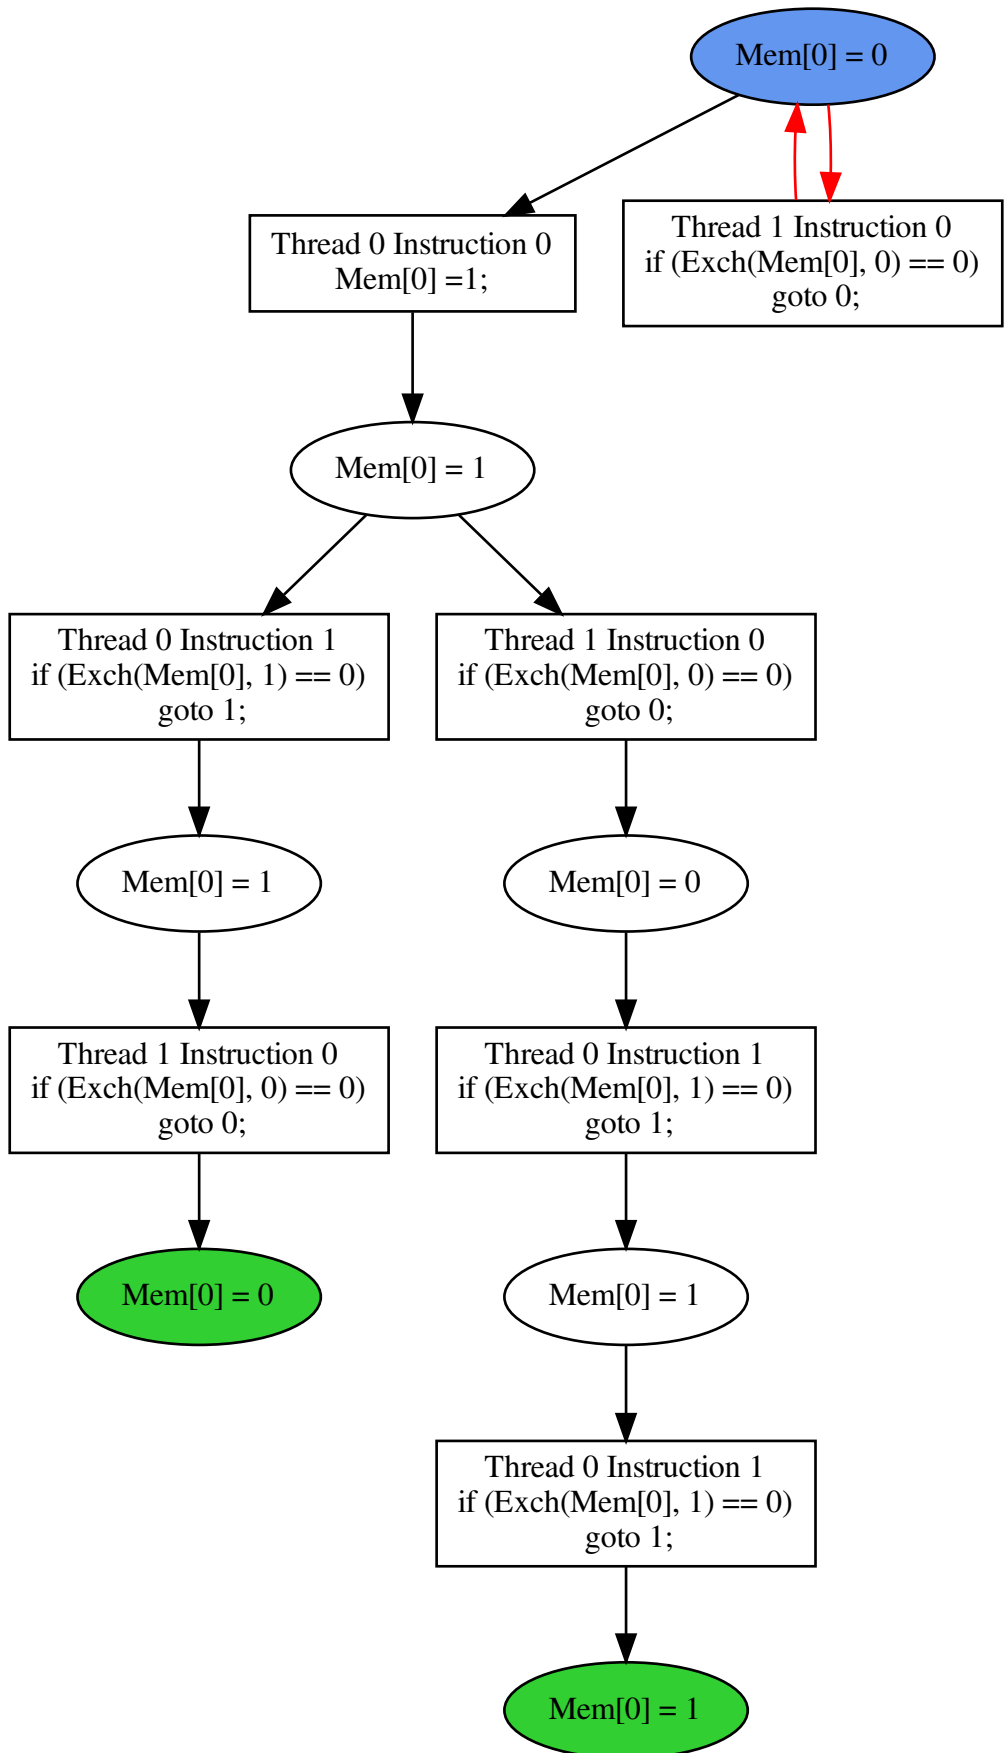 Mem[0] = 0
Thread 0 Instruction 0
Mem[0] =1;
Thread 1 Instruction 0
if (Exch(Mem[0], 0) == 0)
goto 0;
Mem[0] = 1
Thread 0 Instruction 1
if (Exch(Mem[0], 1) == 0)
goto 1;
Thread 1 Instruction 0
if (Exch(Mem[0], 0) == 0)
goto 0;
Mem[0] = 1
Mem[0] = 0
Thread 1 Instruction 0
if (Exch(Mem[0], 0) == 0)
goto 0;
Thread 0 Instruction 1
if (Exch(Mem[0], 1) == 0)
goto 1;
Mem[0] = 0
Mem[0] = 1
Thread 0 Instruction 1
if (Exch(Mem[0], 1) == 0)
goto 1;
Mem[0] = 1